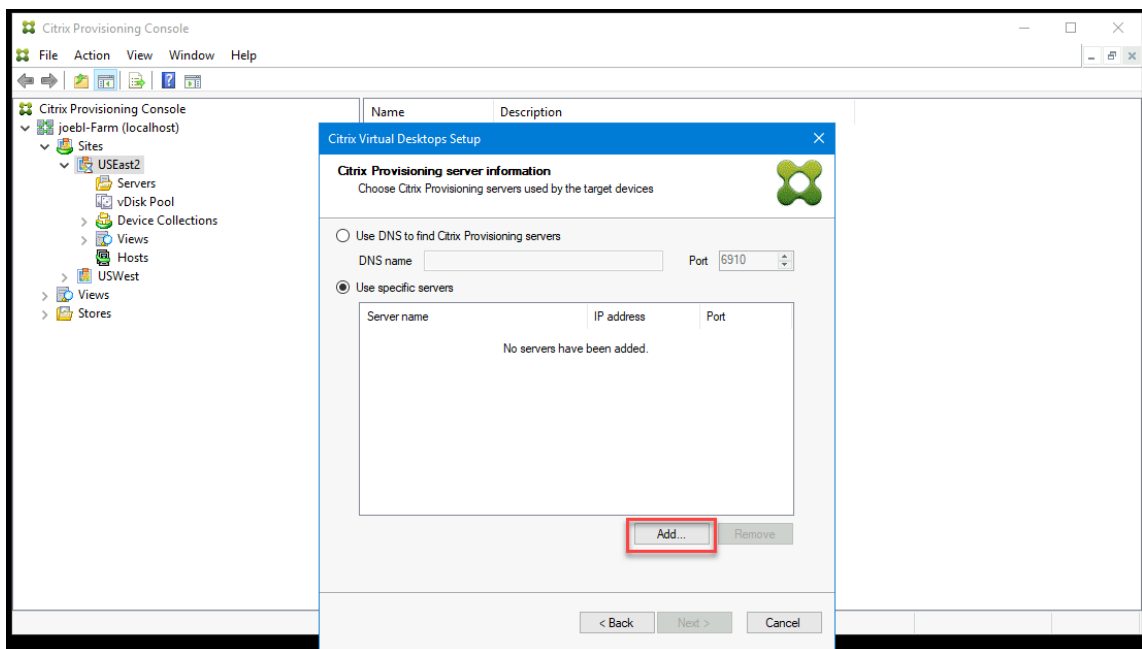 Citrix Provisioning Console
File Action View Window Help
Citrix Provisioning Console
joebl-Farm (localhost)
Sites
USEast2
Servers
vDisk Pool
Device Collections
Views
Hosts
USWest
Views
Stores
Name Description
Citrix Virtual Desktops Setup
Citrix Provisioning server information
Choose Citrix Provisioning servers used by the target devices
Use DNS to find Citrix Provisioning servers
DNS name Port 6910
Use specific servers
Server name IP address Port
No servers have been added.
Add... Remove
< Back Next > Cancel